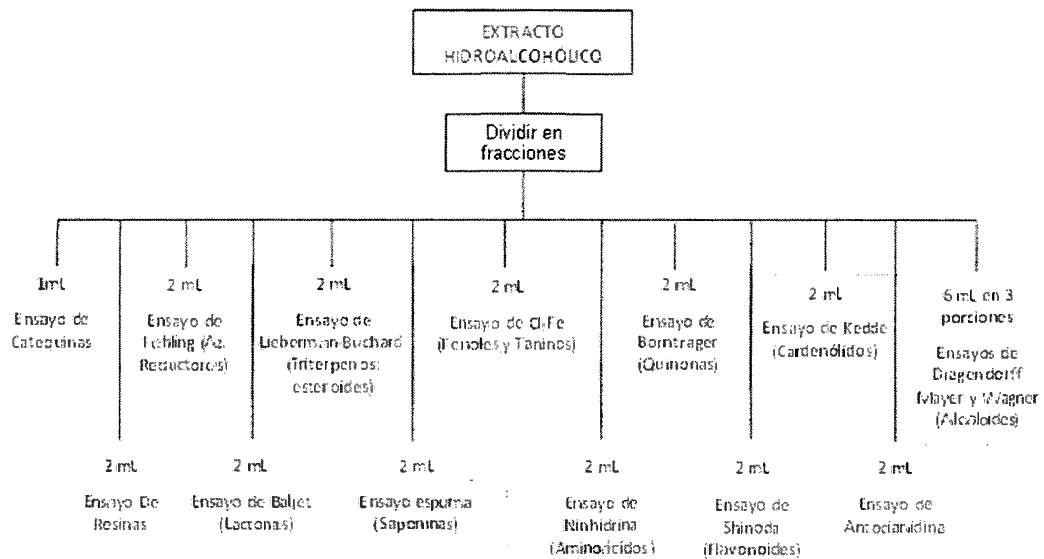 EXTRACTO
HIDROALCOHÓLICO
Dividir en
fracciones
1mL
Ensayo de
Catequinas
2 mL
Ensayo de
Fehling (Az.
Reductores)
2 mL
Ensayo de
Lieberman-Buchard
(Triterpenos:
esteroides)
2 mL
Ensayo de Cl₃Fe
(Fenoles y Taninos)
2 mL
Ensayo de
Borntrager
(Quinonas)
2 mL
Ensayo de Kedde
(Cardenólidos)
6 mL en 3
porciones
Ensayos de
Dragendorff
Mayer y Wagner
(Alcaloides)
2 mL
Ensayo De
Resinas
2 mL
Ensayo de Baljet
(Lactonas)
2 mL
Ensayo espuma
(Saponinas)
2 mL
Ensayo de
Ninhidrina
(Aminoácidos)
2 mL
Ensayo de
Shinoda
(Flavonoides)
2 mL
Ensayo de
Antocianidina